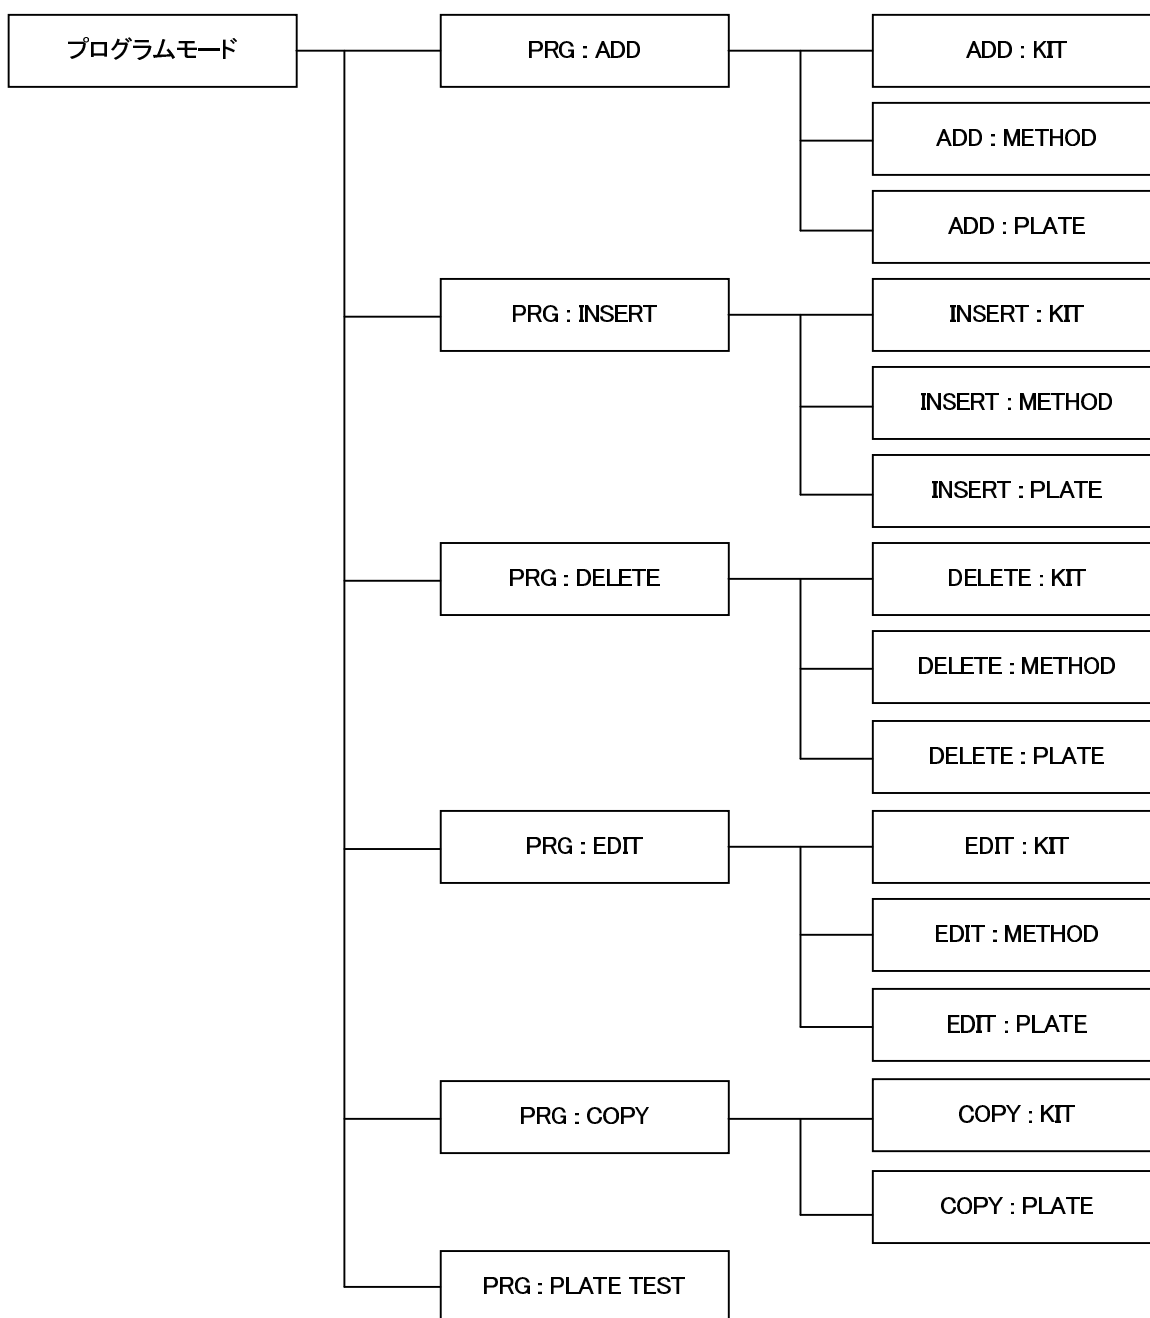 プログラムモード
PRG : ADD
ADD : KIT
ADD : METHOD
ADD : PLATE
PRG : INSERT
INSERT : KIT
INSERT : METHOD
INSERT : PLATE
PRG : DELETE
DELETE : KIT
DELETE : METHOD
DELETE : PLATE
PRG : EDIT
EDIT : KIT
EDIT : METHOD
EDIT : PLATE
PRG : COPY
COPY : KIT
COPY : PLATE
PRG : PLATE TEST